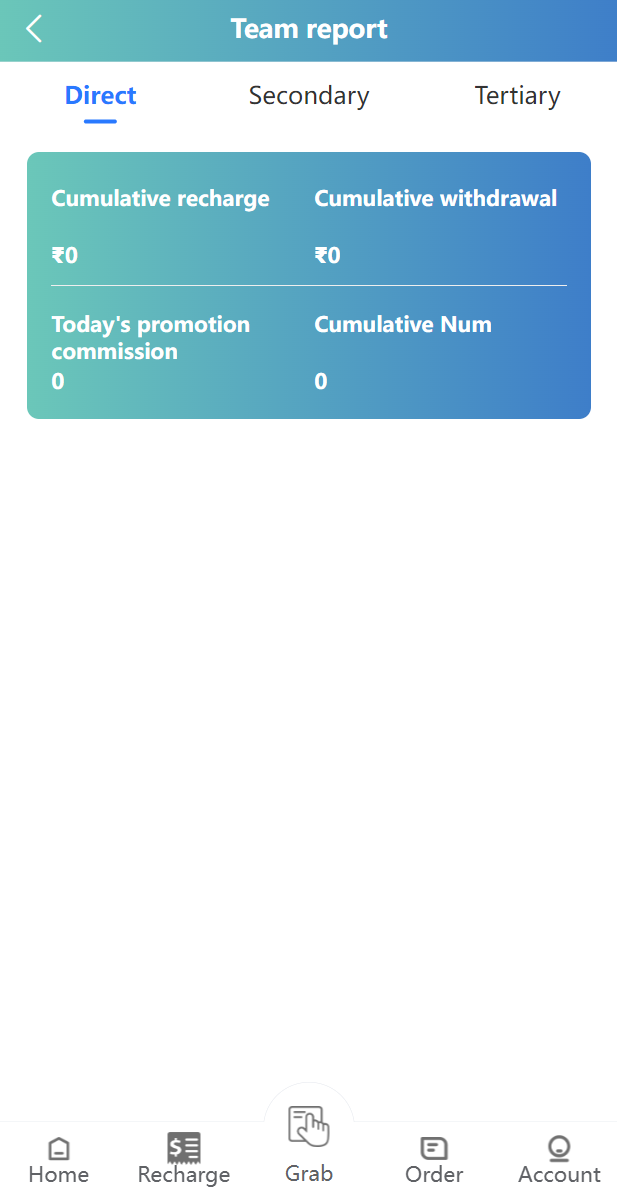 Team report
Direct
Secondary
Tertiary
Cumulative recharge
Cumulative withdrawal
₹0
₹0
Today's promotion
commission
Cumulative Num
0
0
Home
Recharge
Grab
Order
Account